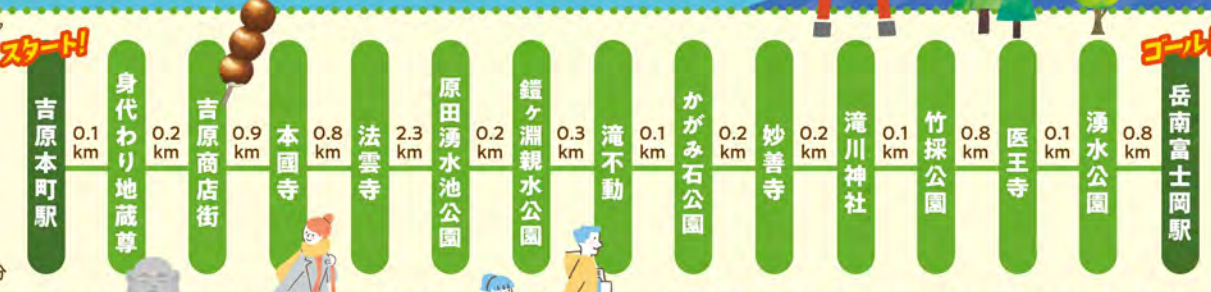 スタート!
吉原本町駅
0.1
km
身代わり地蔵尊
0.2
km
吉原商店街
0.9
km
本國寺
0.8
km
法雲寺
2.3
km
原田湧水池公園
0.2
km
鎧ヶ淵親水公園
0.3
km
滝不動
0.1
km
かがみ石公園
0.2
km
妙善寺
0.2
km
滝川神社
0.1
km
竹採公園
0.8
km
医王寺
0.1
km
湧水公園
0.8
km
ゴール
岳南富士岡駅
分